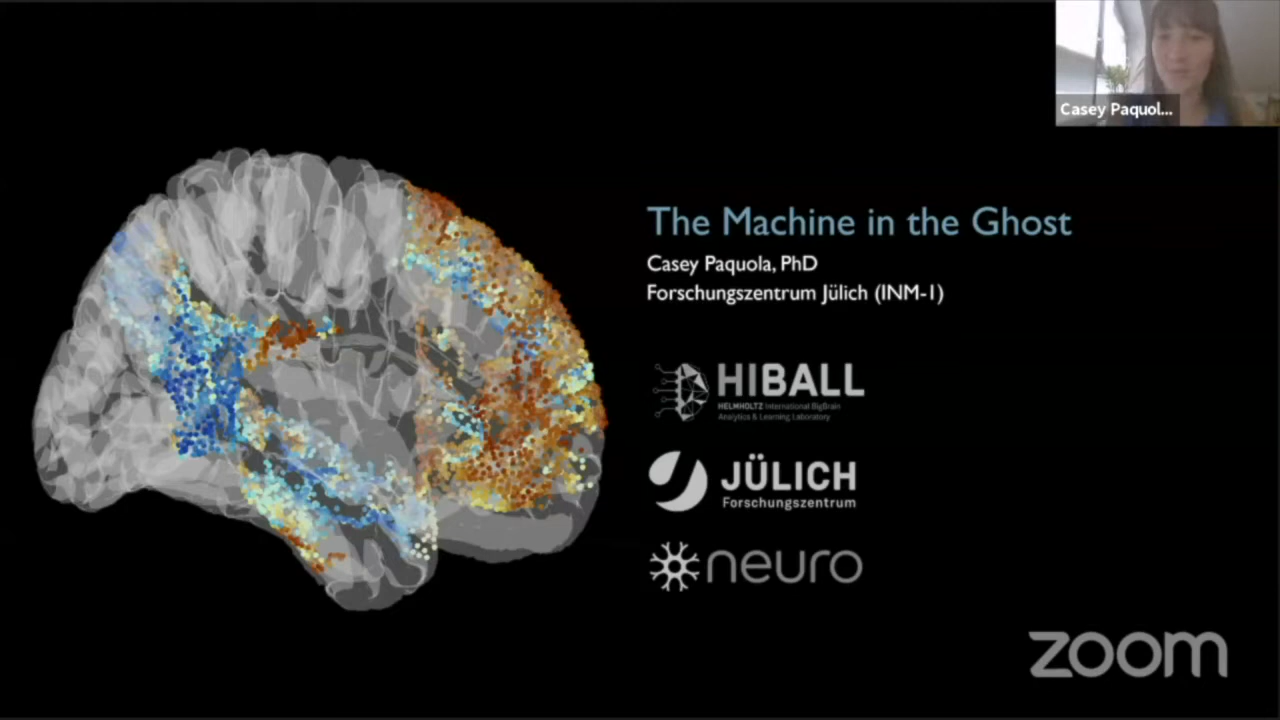 Casey Paquol...
The Machine in the Ghost
Casey Paquola, PhD
Forschungszentrum Jülich (INM-1)
HIBALL
HELMHOLTZ International BigBrain
Analytics & Learning Laboratory
JÜLICH
Forschungszentrum
neuro
zoom